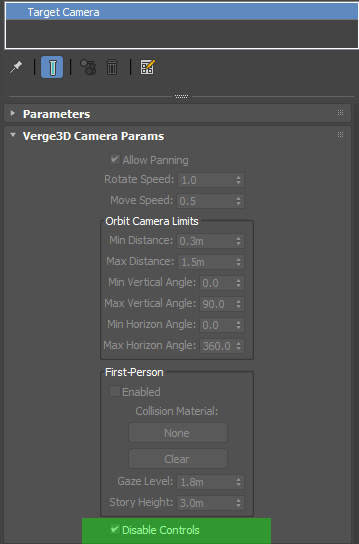 Target Camera
Parameters
Verge3D Camera Params
Allow Panning
Rotate Speed: 1.0
Move Speed: 0.5
Orbit Camera Limits
Min Distance: 0.3m
Max Distance: 1.5m
Min Vertical Angle: 0.0
Max Vertical Angle: 90.0
Min Horizon Angle: 0.0
Max Horizon Angle: 360.0
First-Person
Enabled
Collision Material:
None
Clear
Gaze Level: 1.8m
Story Height: 3.0m
Disable Controls